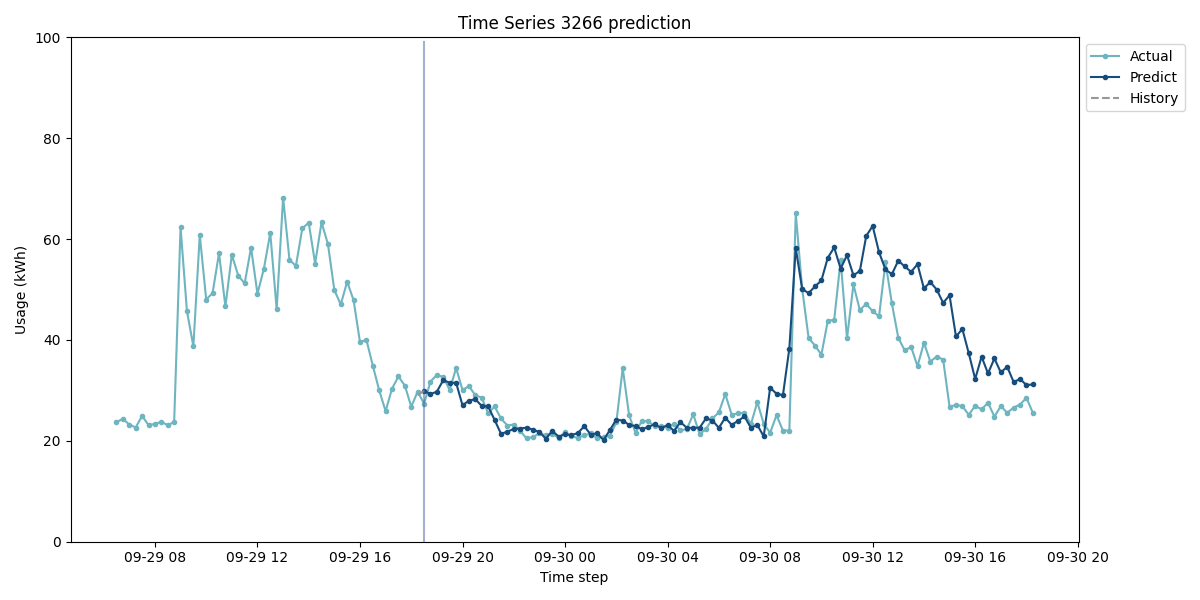 Time Series 3266 prediction
100
80
60
40
20
0
Usage (kWh)
09-29 08
09-29 12
09-29 16
09-29 20
09-30 00
09-30 04
09-30 08
09-30 12
09-30 16
09-30 20
Time step
Actual
Predict
History